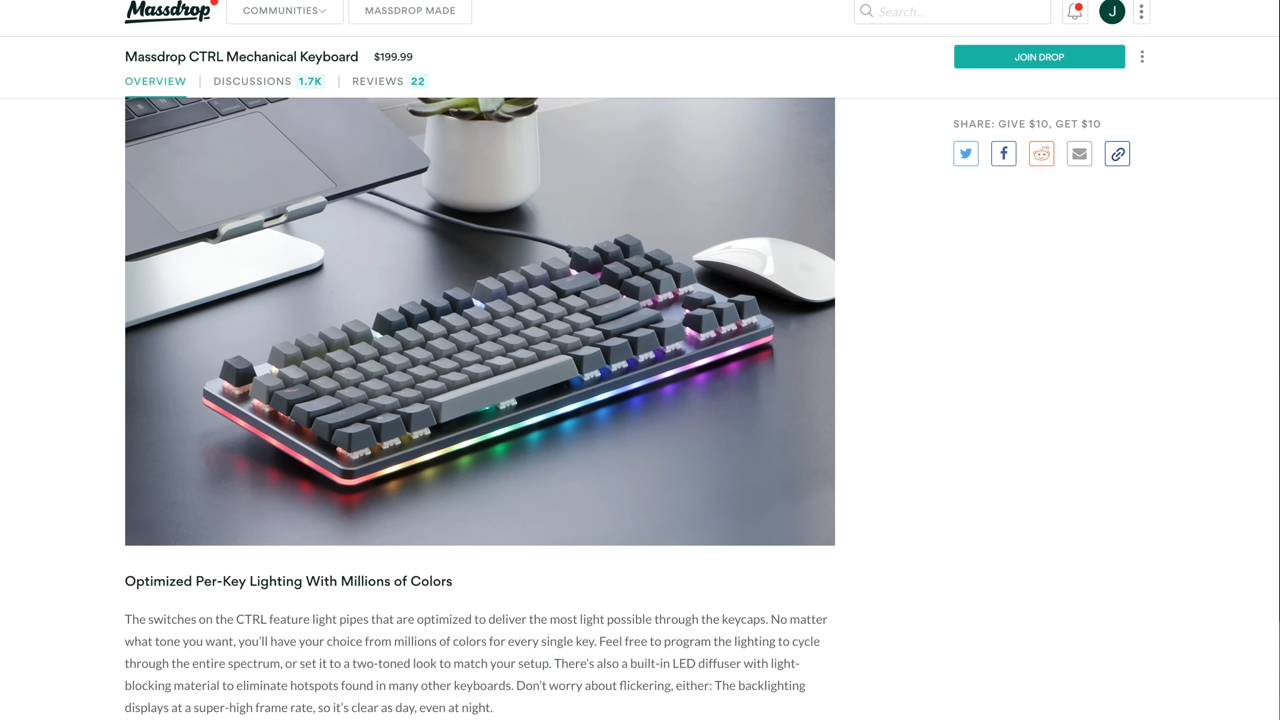 Massdrop
COMMUNITIES
MASSDROP MADE
Search...
J
Massdrop CTRL Mechanical Keyboard $199.99
JOIN DROP
OVERVIEW | DISCUSSIONS 1.7K | REVIEWS 22
SHARE: GIVE $10, GET $10
Optimized Per-Key Lighting With Millions of Colors
The switches on the CTRL feature light pipes that are optimized to deliver the most light possible through the keycaps. No matter
what tone you want, you’ll have your choice from millions of colors for every single key. Feel free to program the lighting to cycle
through the entire spectrum, or set it to a two-toned look to match your setup. There’s also a built-in LED diffuser with light-
blocking material to eliminate hotspots found in many other keyboards. Don’t worry about flickering, either: The backlighting
displays at a super-high frame rate, so it’s clear as day, even at night.